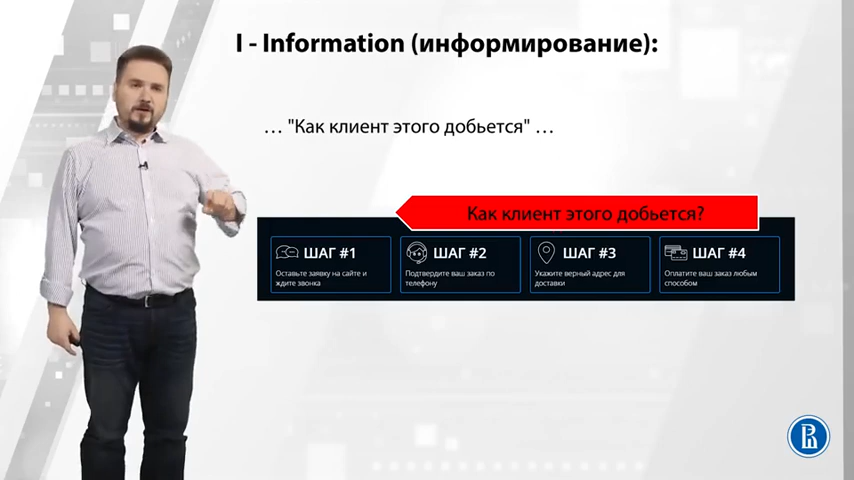 I - Information (информирование):
… "Как клиент этого добьется" …
Как клиент этого добьется?
ШАГ #1
Оставьте заявку на сайте и
ждите звонка
ШАГ #2
Подтвердите ваш заказ по
телефону
ШАГ #3
Укажите верный адрес для
доставки
ШАГ #4
Оплатите ваш заказ любым
способом